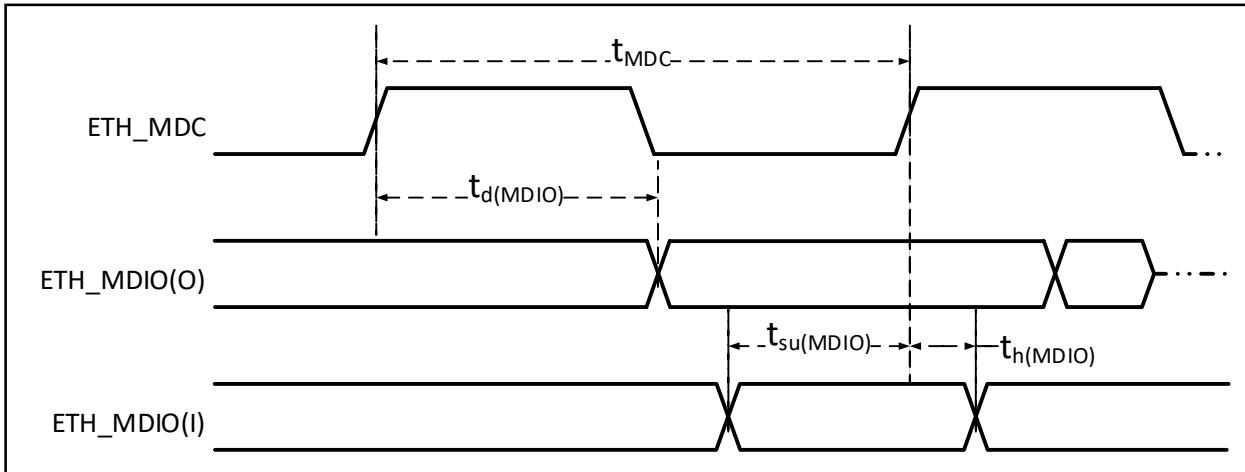 tMDC
ETH_MDC
td(MDIO)
ETH_MDIO(O)
tsu(MDIO)
th(MDIO)
ETH_MDIO(I)